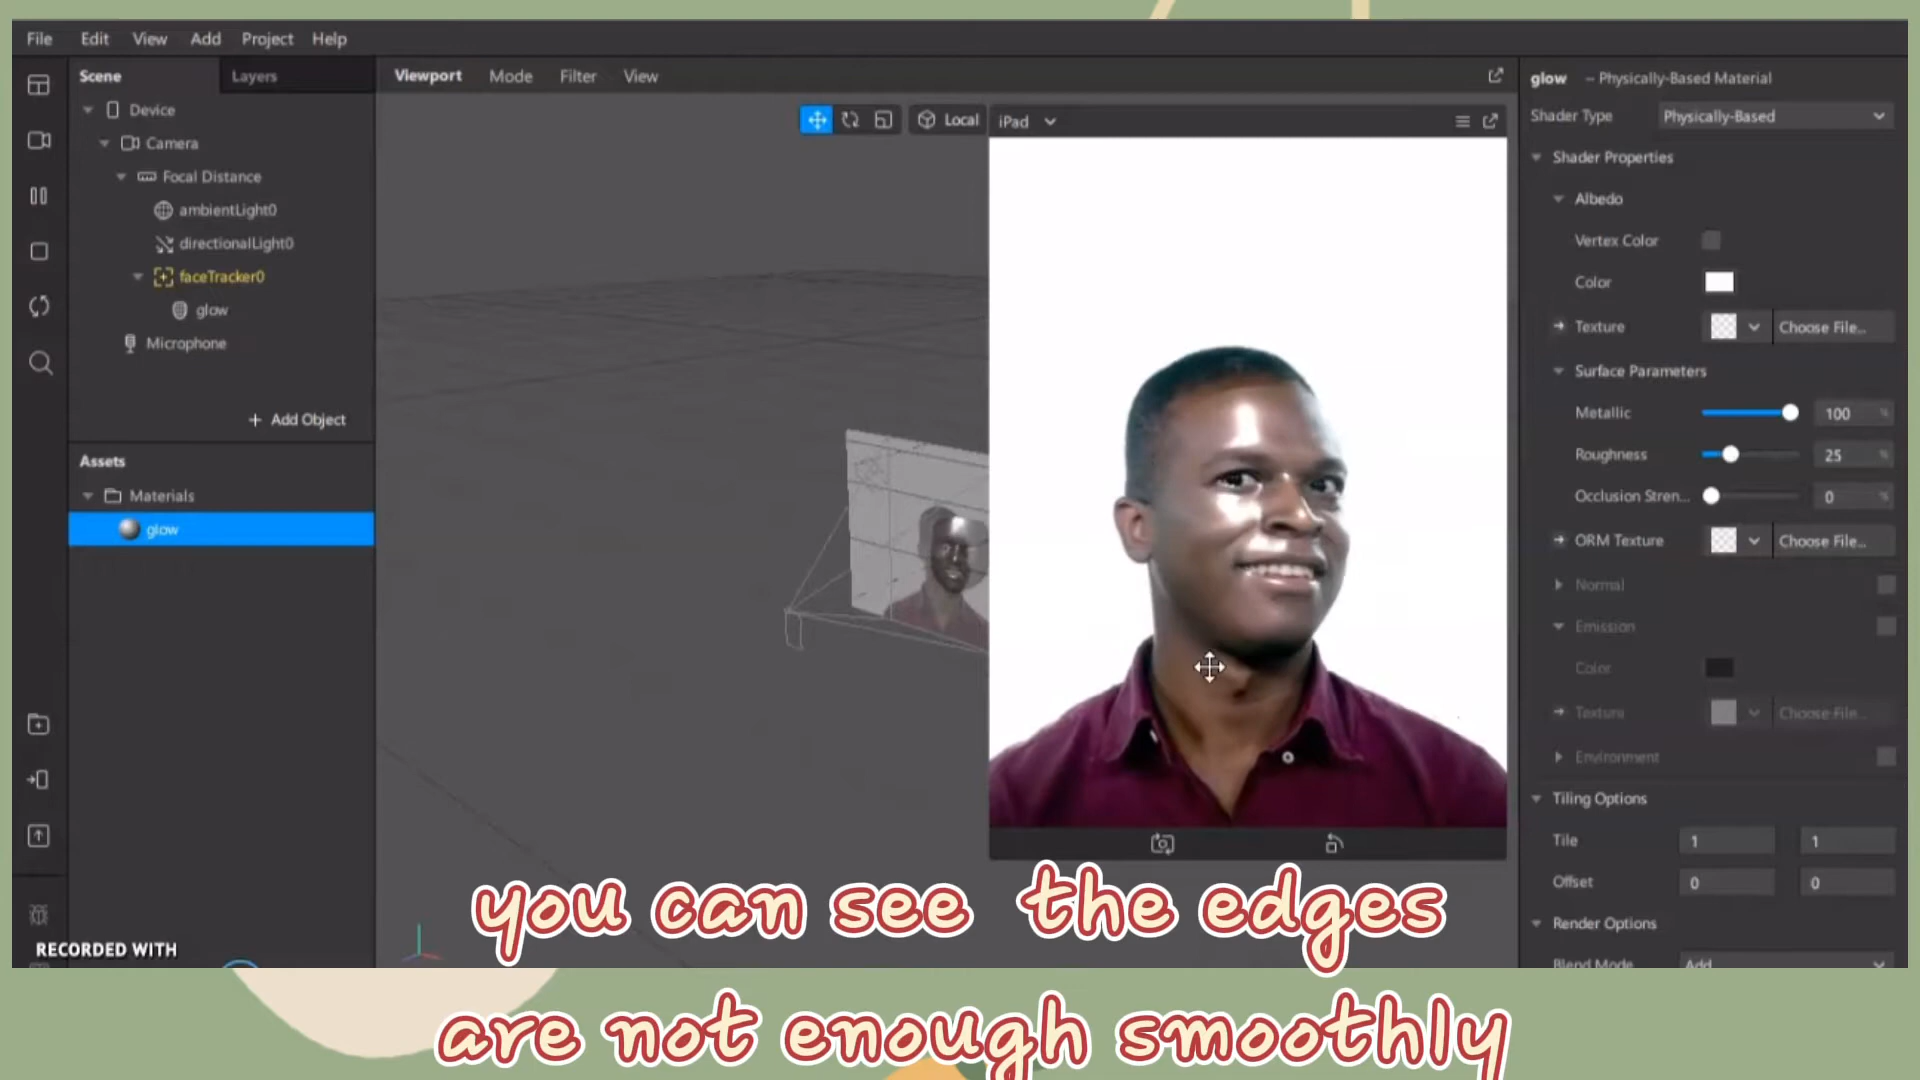 File Edit View Add Project Help
Scene Layers
Viewport Mode Filter View
glow – Physically-Based Material
Device
Local
iPad
Shader Type Physically-Based
Camera
Shader Properties
Focal Distance
Albedo
ambientLight0
Vertex Color
directionalLight0
faceTracker0
Color
glow
Texture Choose File...
Microphone
Surface Parameters
Metallic 100 %
+ Add Object
Roughness 25 %
Assets
Occlusion Stren... 0 %
Materials
glow
ORM Texture Choose File...
Normal
Emission
Color
Texture Choose File...
Environment
Tiling Options
Tile 1 1
Offset 0 0
Render Options
Blend Mode Add
RECORDED WITH
you can see the edges
are not enough smoothly